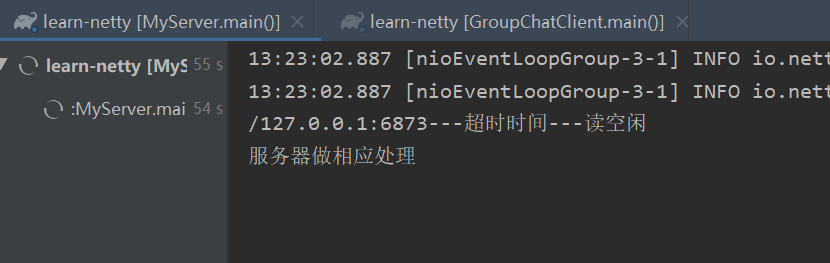 learn-netty [MyServer.main()]
learn-netty [GroupChatClient.main()]
learn-netty [MyS 55 s
:MyServer.mai 54 s
13:23:02.887 [nioEventLoopGroup-3-1] INFO io.nett
13:23:02.887 [nioEventLoopGroup-3-1] INFO io.nett
/127.0.0.1:6873---超时时间---读空闲
服务器做相应处理